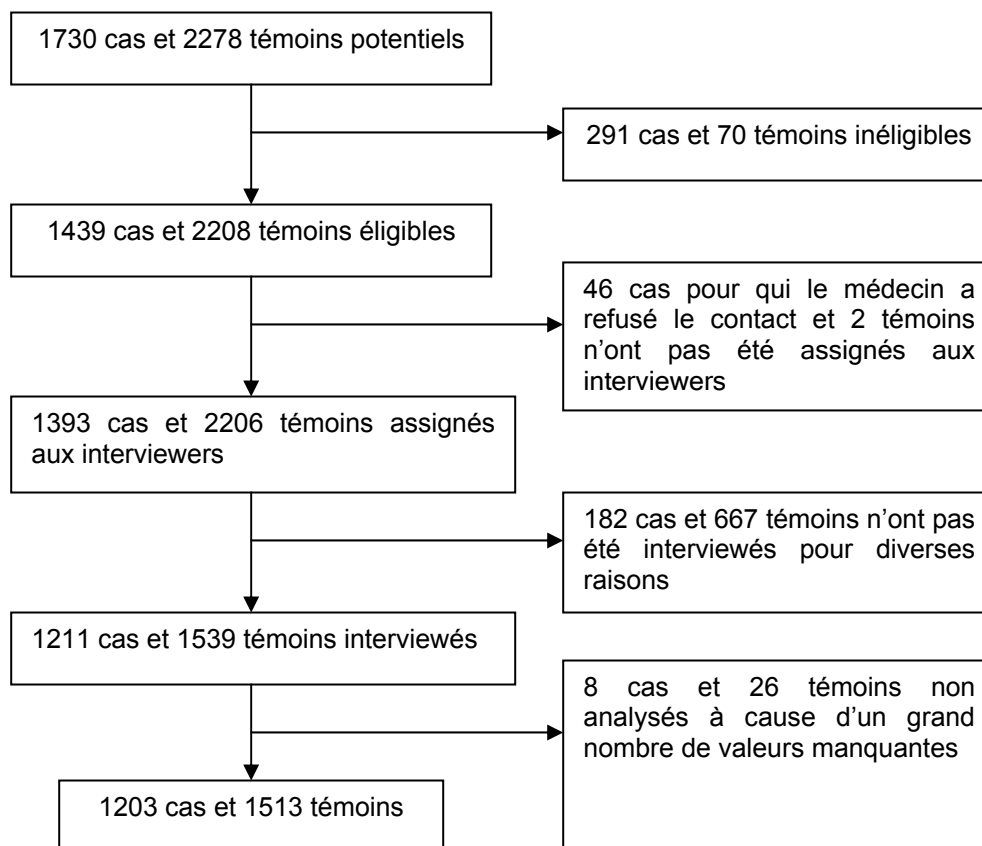 1730 cas et 2278 témoins potentiels
291 cas et 70 témoins inéligibles
1439 cas et 2208 témoins éligibles
46 cas pour qui le médecin a
refusé le contact et 2 témoins
n’ont pas été assignés aux
interviewers
1393 cas et 2206 témoins assignés
aux interviewers
182 cas et 667 témoins n’ont pas
été interviewés pour diverses
raisons
1211 cas et 1539 témoins interviewés
8 cas et 26 témoins non
analysés à cause d’un grand
nombre de valeurs manquantes
1203 cas et 1513 témoins